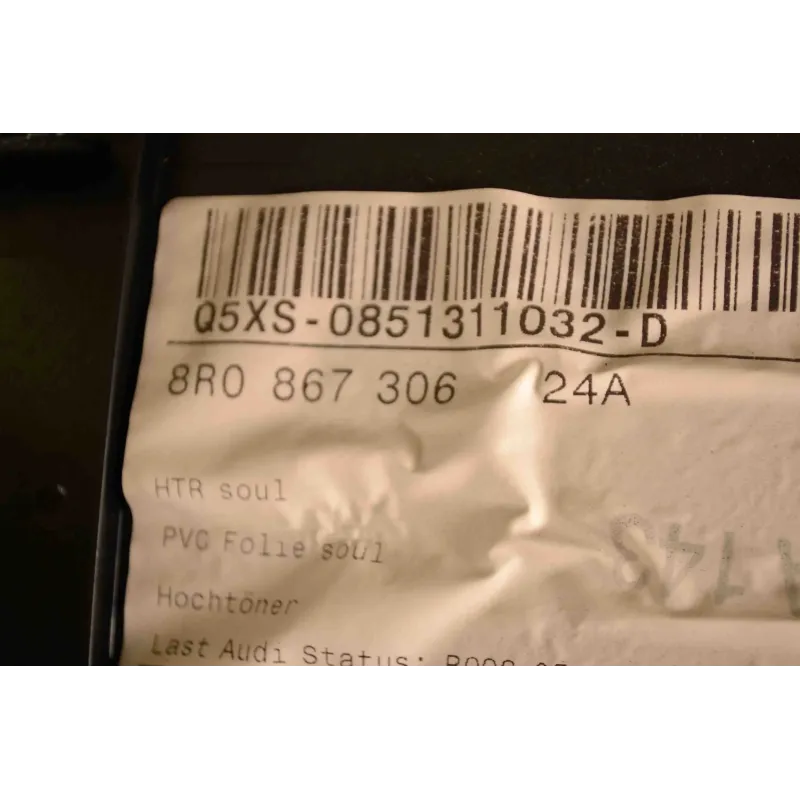 Q5XS-0851311032-D
8R0 867 306 24A
HTR soul
PVC Folie soul
Hochtöner
Last Audi Status: